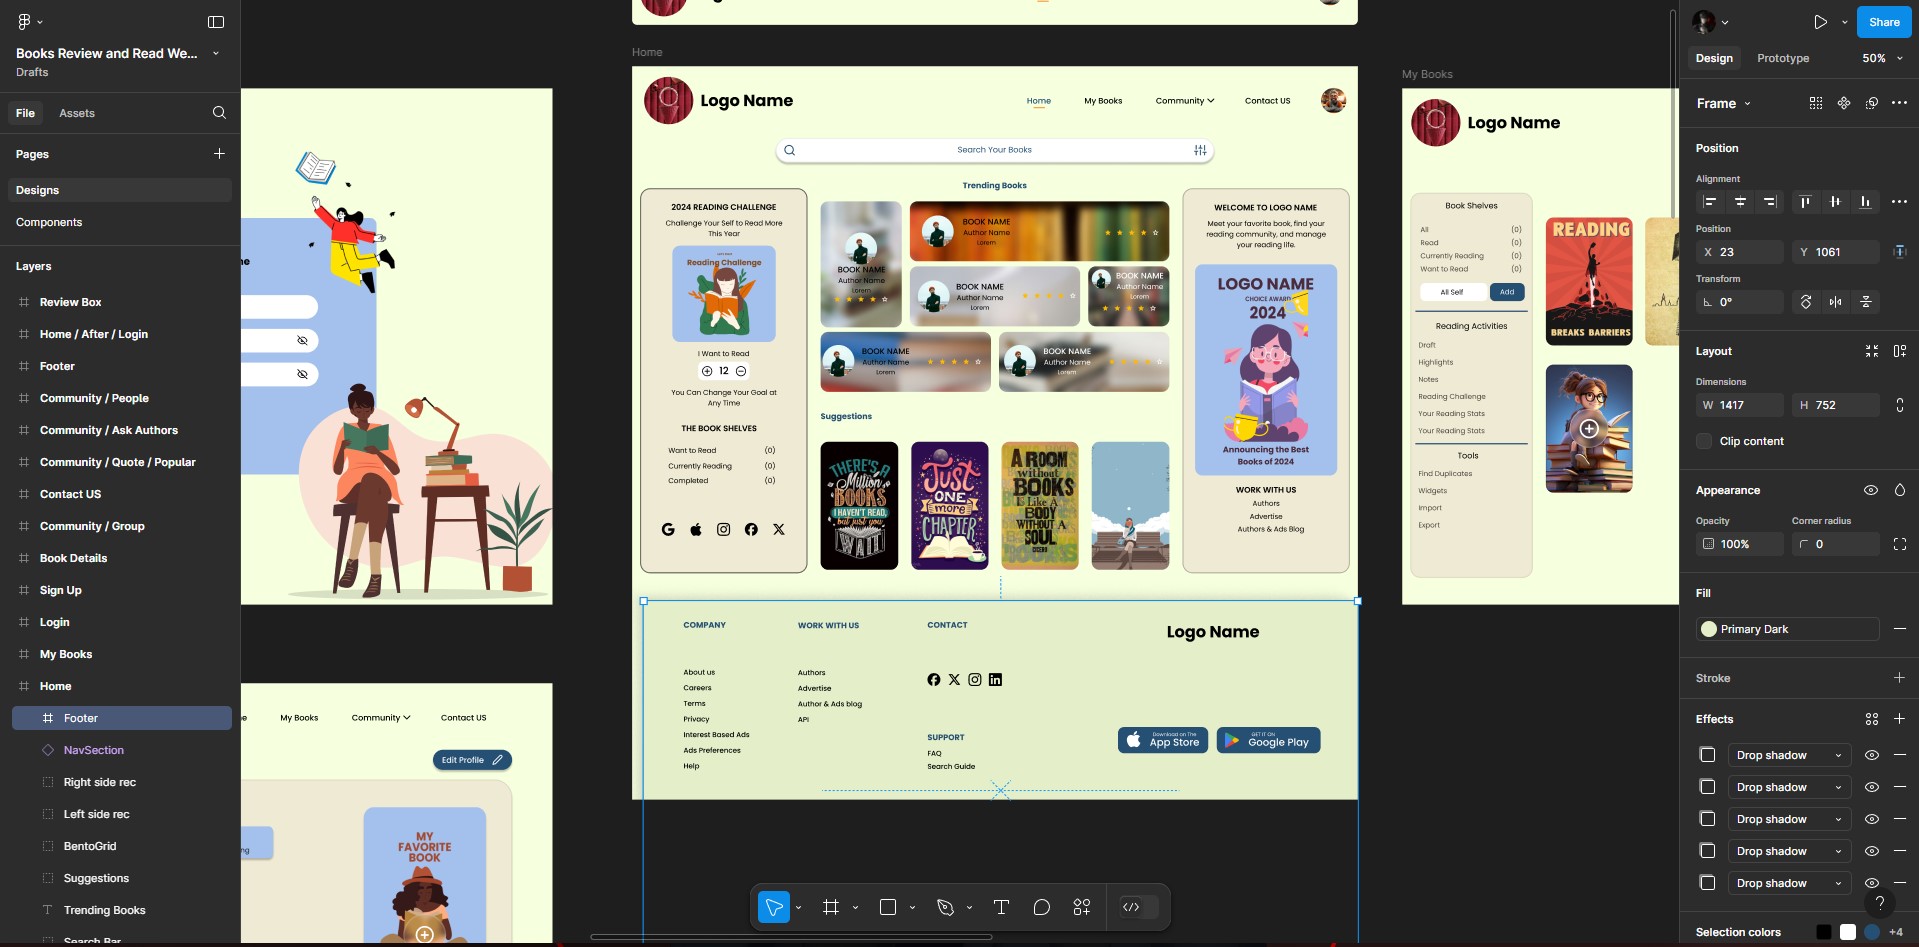 Books Review and Read We...
Drafts
File
Assets
Pages
Designs
Components
Layers
Review Box
Home / After / Login
Footer
Community / People
Community / Ask Authors
Community / Quote / Popular
Contact US
Community / Group
Book Details
Sign Up
Login
My Books
Home
Footer
NavSection
Right side rec
Left side rec
BentoGrid
Suggestions
Trending Books
Search Bar
My Books
Community
Contact US
Edit Profile
MY
FAVORITE
BOOK
Home
Logo Name
Home
My Books
Community
Contact US
Search Your Books
Trending Books
2024 READING CHALLENGE
Challenge Your Self to Read More
This Year
Reading Challenge
I Want to Read
12
You Can Change Your Goal at
Any Time
THE BOOK SHELVES
Want to Read (0)
Currently Reading (0)
Completed (0)
BOOK NAME
Author Name
Lorem
BOOK NAME
Author Name
Lorem
BOOK NAME
Author Name
Lorem
BOOK NAME
Author Name
Lorem
BOOK NAME
Author Name
Lorem
BOOK NAME
Author Name
Lorem
Suggestions
THERE'S A
Million
BOOKS
I HAVEN'T READ,
but just you
WAIT
Just
ONE
more
CHAPTER
A ROOM
without
BOOKS
IS LIKE A
BODY
WITHOUT A
SOUL
CICERO
WELCOME TO LOGO NAME
Meet your favorite book, find your
reading community, and manage
your reading life.
LOGO NAME
CHOICE AWARD
2024
Announcing the Best
Books of 2024
WORK WITH US
Authors
Advertise
Authors & Ads Blog
COMPANY
About us
Careers
Terms
Privacy
Interest Based Ads
Ads Preferences
Help
WORK WITH US
Authors
Advertise
Author & Ads blog
API
CONTACT
SUPPORT
FAQ
Search Guide
Logo Name
Download on The
App Store
GET IT ON
Google Play
My Books
Logo Name
Book Shelves
All (0)
Read (0)
Currently Reading (0)
Want to Read (0)
All Self
Add
Reading Activities
Draft
Highlights
Notes
Reading Challenge
Your Reading Stats
Your Reading Stats
Tools
Find Duplicates
Widgets
Import
Export
READING
BREAKS BARRIERS
Share
Design
Prototype
50%
Frame
Position
Alignment
Position
X 23
Y 1061
Transform
0°
Layout
Dimensions
W 1417
H 752
Clip content
Appearance
Opacity
Corner radius
100%
0
Fill
Primary Dark
Stroke
Effects
Drop shadow
Drop shadow
Drop shadow
Drop shadow
Drop shadow
?
Selection colors
+4